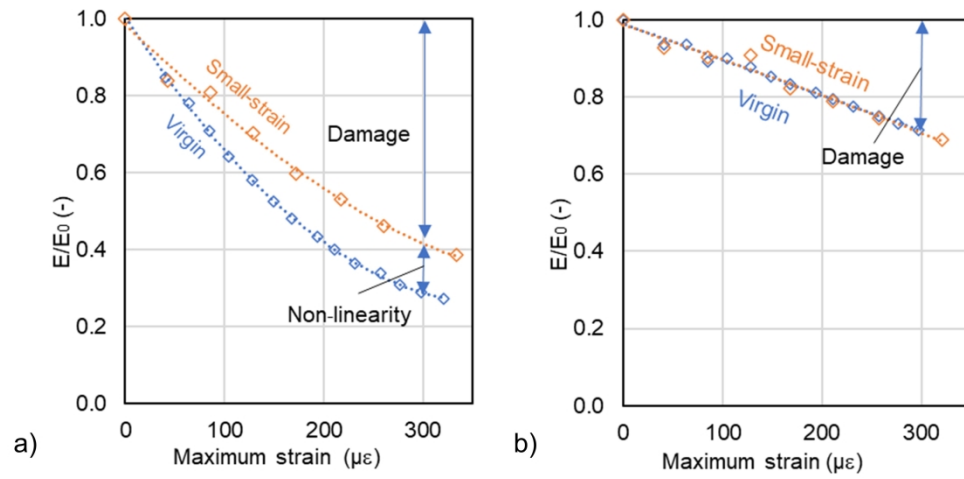 1.0
0.8
0.6
0.4
0.2
0.0
E/E0 (-)
Small-strain
Virgin
Damage
Non-linearity
0 100 200 300
Maximum strain (με)
a)
1.0
0.8
0.6
0.4
0.2
0.0
E/E0 (-)
Small-strain
Virgin
Damage
0 100 200 300
Maximum strain (με)
b)